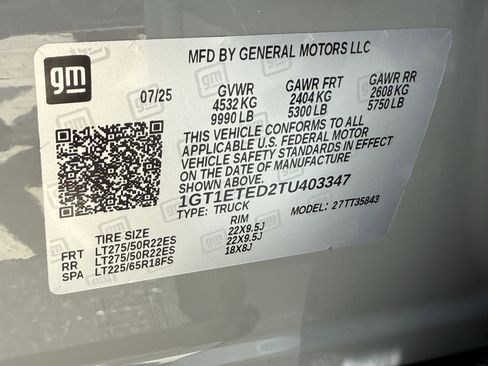 MFD BY GENERAL MOTORS LLC
gm
07/25
GVWR GAWR FRT GAWR RR
4532 KG 2404 KG 2608 KG
9990 LB 5300 LB 5750 LB
THIS VEHICLE CONFORMS TO ALL
APPLICABLE U.S. FEDERAL MOTOR
VEHICLE SAFETY STANDARDS IN EFFECT
ON THE DATE OF MANUFACTURE
SHOWN ABOVE.
1GT1ETED2TU403347
TYPE: TRUCK MODEL: 27TT35843
TIRE SIZE RIM
FRT LT275/50R22ES 22X9.5J
RR LT275/50R22ES 22X9.5J
SPA LT225/65R18FS 18X8J